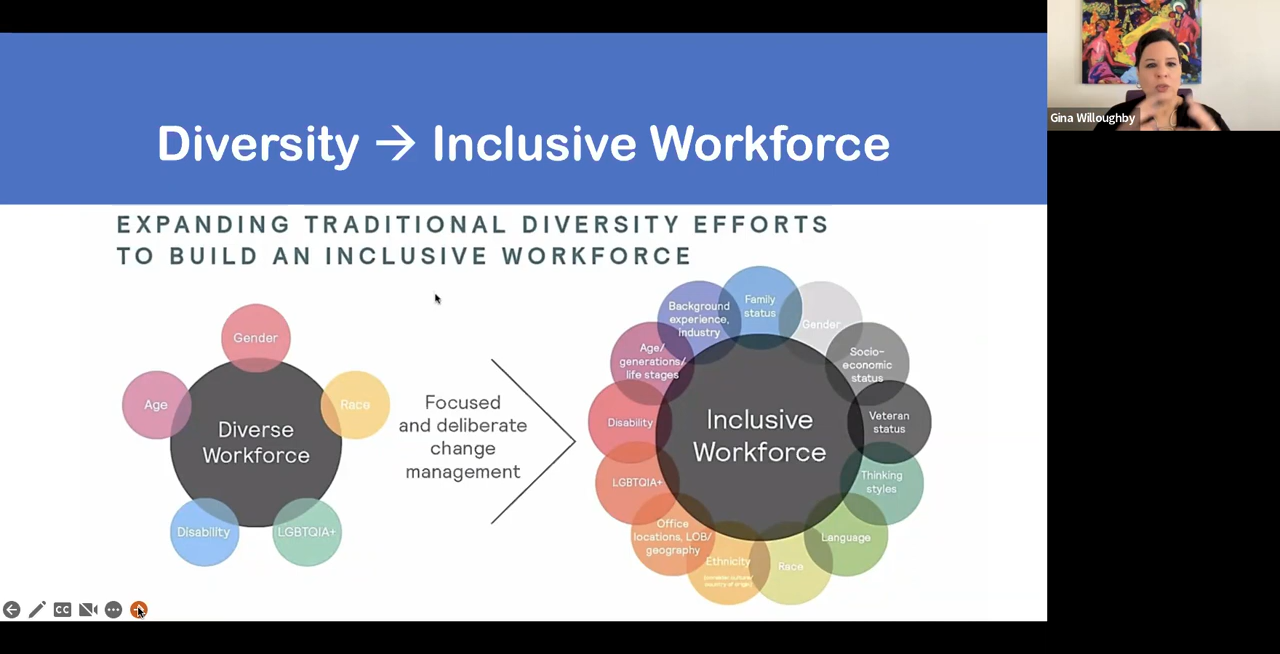 Diversity → Inclusive Workforce
Gina Willoughby
EXPANDING TRADITIONAL DIVERSITY EFFORTS
TO BUILD AN INCLUSIVE WORKFORCE
Gender
Age
Race
Diverse
Workforce
Disability
LGBTQIA+
Focused
and deliberate
change
management
Background
experience,
industry
Family
status
Gender
Socio-
economic
status
Age/
generations/
life stages
Disability
Inclusive
Workforce
Veteran
status
LGBTQIA+
Thinking
styles
Office
locations, LOB/
geography
Language
Ethnicity
Race
CC